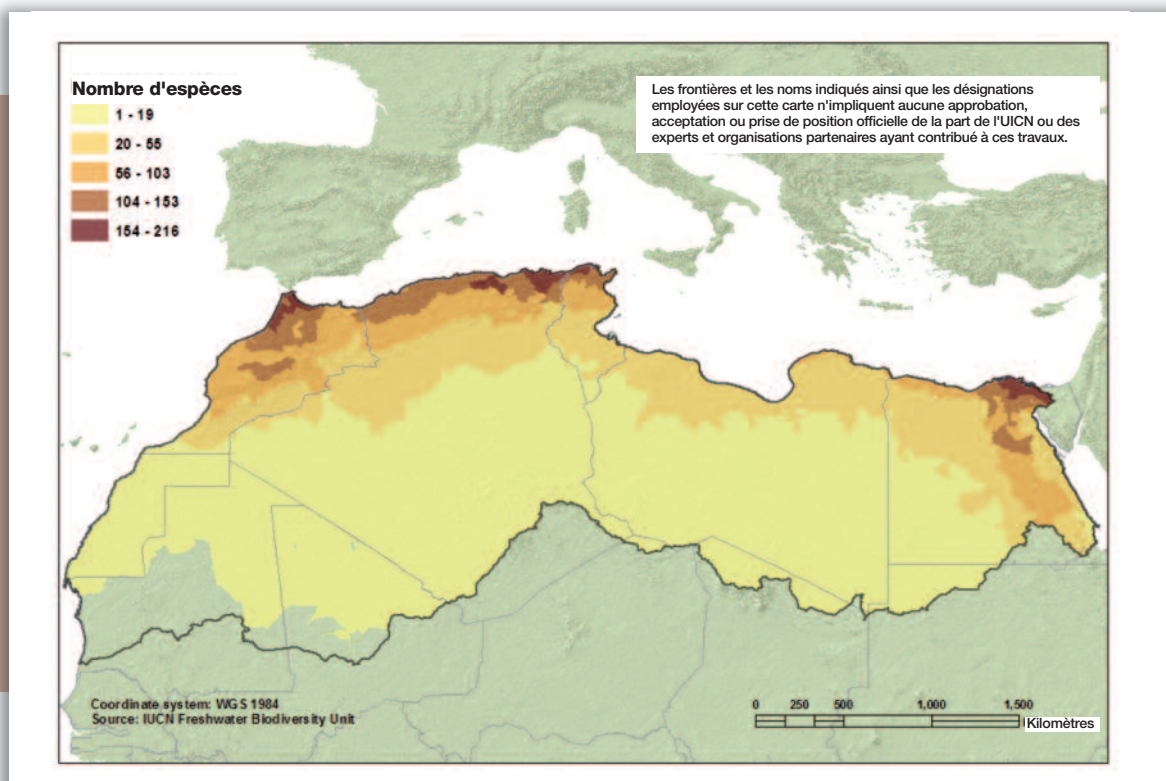 Nombre d'espèces
1 - 19
20 - 55
56 - 103
104 - 153
154 - 216
Les frontières et les noms indiqués ainsi que les désignations
employées sur cette carte n'impliquent aucune approbation,
acceptation ou prise de position officielle de la part de l'UICN ou des
experts et organisations partenaires ayant contribué à ces travaux.
Coordinate system: WGS 1984
Source: IUCN Freshwater Biodiversity Unit
0 250 500 1,000 1,500
Kilomètres